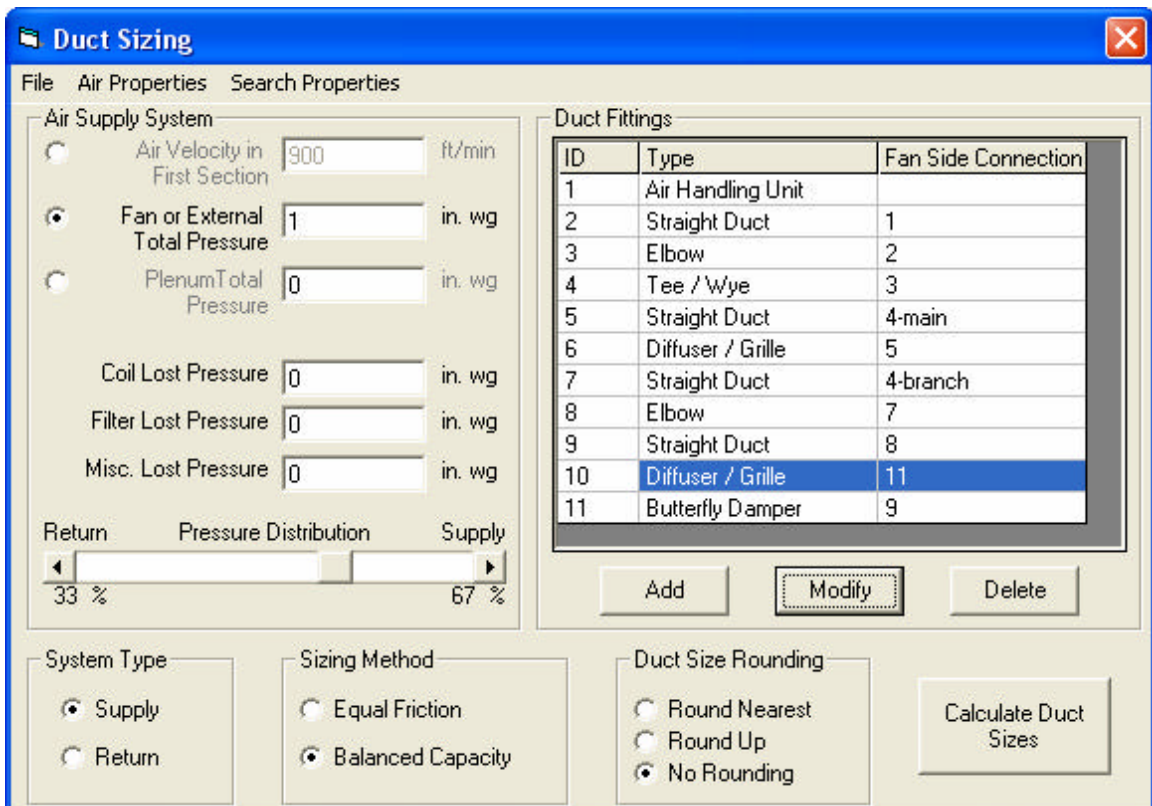 Duct Sizing
File Air Properties Search Properties
Air Supply System
Air Velocity in
First Section
900
ft/min
Fan or External
Total Pressure
1
in. wg
PlenumTotal
Pressure
0
in. wg
Coil Lost Pressure 0 in. wg
Filter Lost Pressure 0 in. wg
Misc. Lost Pressure 0 in. wg
Return Pressure Distribution Supply
33 % 67 %
Duct Fittings
ID Type Fan Side Connection
1 Air Handling Unit
2 Straight Duct 1
3 Elbow 2
4 Tee / Wye 3
5 Straight Duct 4-main
6 Diffuser / Grille 5
7 Straight Duct 4-branch
8 Elbow 7
9 Straight Duct 8
10 Diffuser / Grille 11
11 Butterfly Damper 9
Add Modify Delete
System Type
Supply
Return
Sizing Method
Equal Friction
Balanced Capacity
Duct Size Rounding
Round Nearest
Round Up
No Rounding
Calculate Duct
Sizes